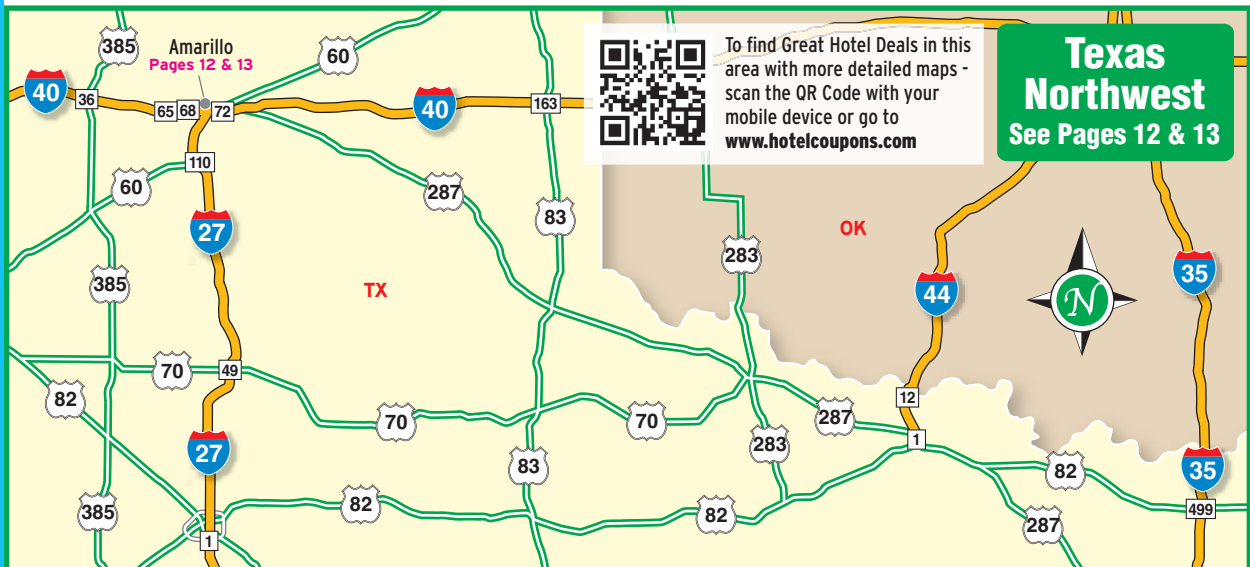 385
Amarillo
Pages 12 & 13
60
To find Great Hotel Deals in this
area with more detailed maps -
scan the QR Code with your
mobile device or go to
www.hotelcoupons.com
Texas
Northwest
See Pages 12 & 13
40
36
65
68
72
40
163
110
60
287
83
27
OK
283
385
TX
44
N
35
70
49
82
12
70
70
287
1
27
83
283
82
35
385
82
82
499
287
1